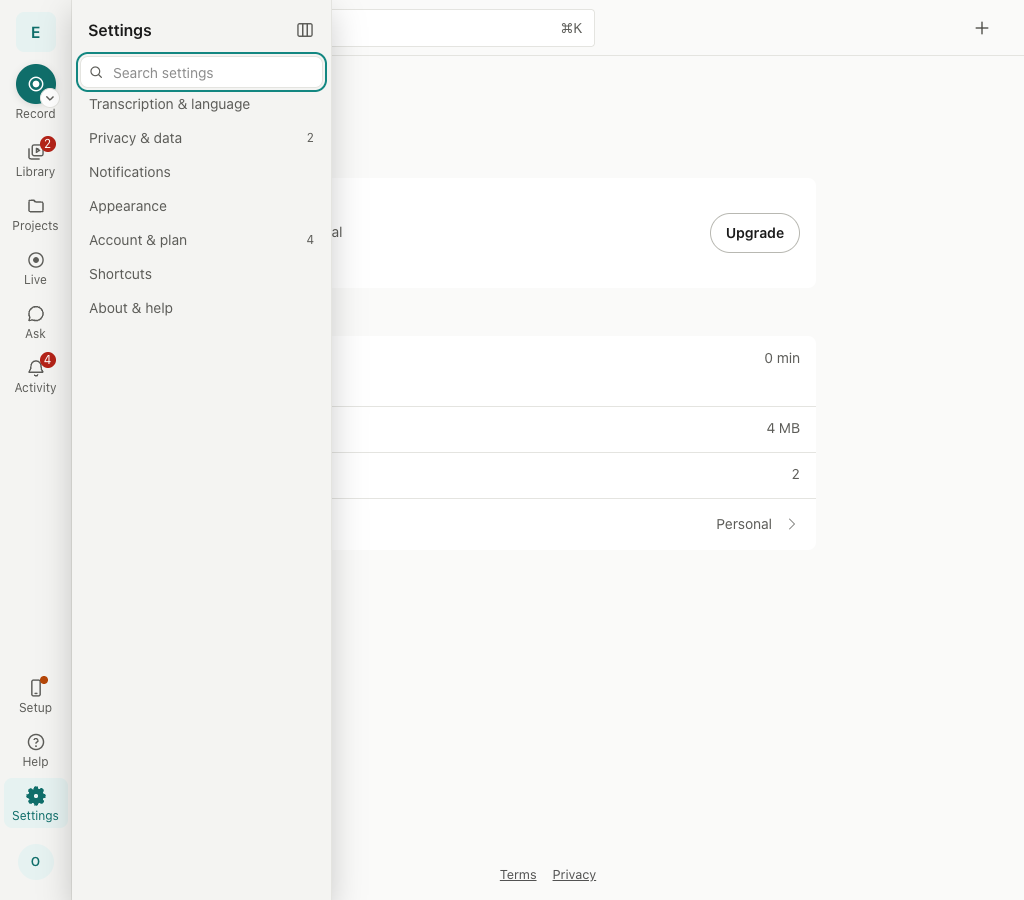 E
Record
2
Library
Projects
Live
Ask
4
Activity
Setup
Help
Settings
O
Settings
Search settings
Transcription & language
Privacy & data 2
Notifications
Appearance
Account & plan 4
Shortcuts
About & help
⌘K
al
Upgrade
0 min
4 MB
2
Personal
Terms Privacy